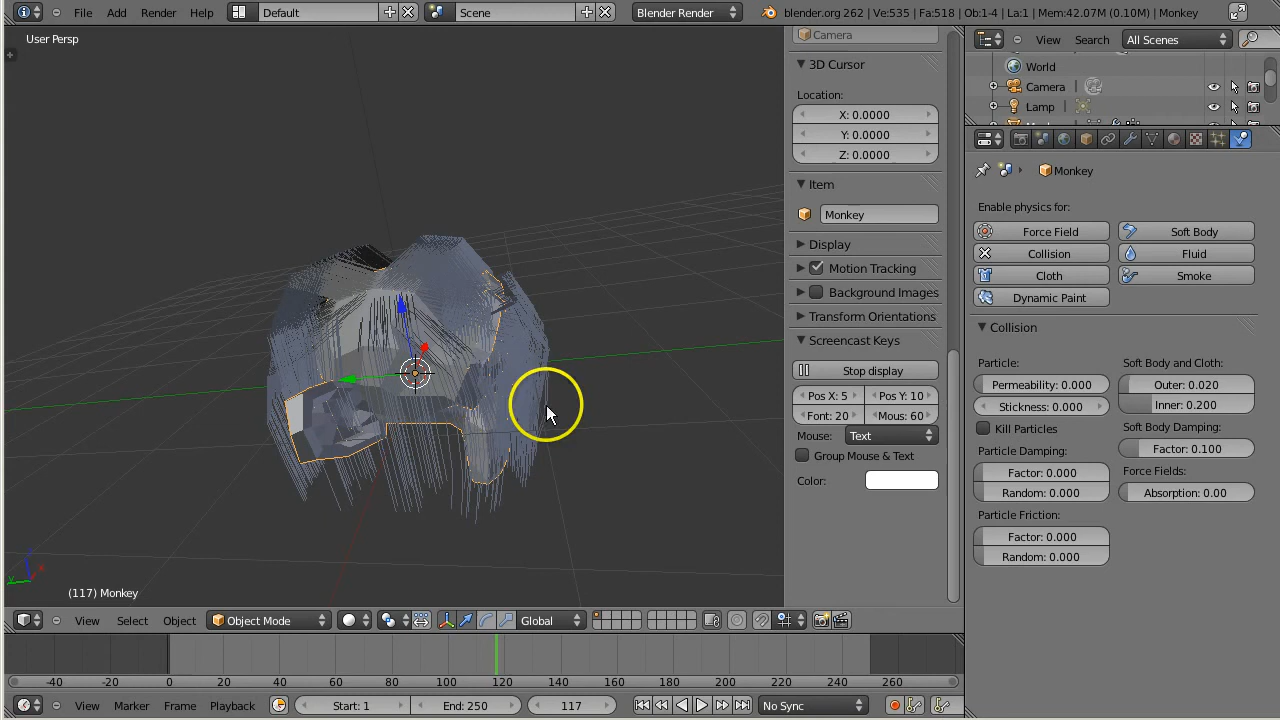 File Add Render Help Default Scene Blender Render blender.org 262 | Ve:535 | Fa:518 | Ob:1-4 | La:1 | Mem:42.07M (0.10M) | Monkey
User Persp
(117) Monkey
Camera
3D Cursor
Location:
X: 0.0000
Y: 0.0000
Z: 0.0000
Item
Monkey
Display
Motion Tracking
Background Images
Transform Orientations
Screencast Keys
Stop display
Pos X: 5 Pos Y: 10
Font: 20 Mous: 60
Mouse: Text
Group Mouse & Text
Color:
View Search All Scenes
World
Camera
Lamp
Monkey
Enable physics for:
Force Field Soft Body
Collision Fluid
Cloth Smoke
Dynamic Paint
Collision
Particle: Soft Body and Cloth:
Permeability: 0.000 Outer: 0.020
Stickness: 0.000 Inner: 0.200
Kill Particles Soft Body Damping:
Particle Damping: Factor: 0.100
Factor: 0.000 Force Fields:
Random: 0.000 Absorption: 0.00
Particle Friction:
Factor: 0.000
Random: 0.000
View Select Object Object Mode Global
-40 -20 0 20 40 60 80 100 120 140 160 180 200 220 240 260
View Marker Frame Playback Start: 1 End: 250 117 No Sync